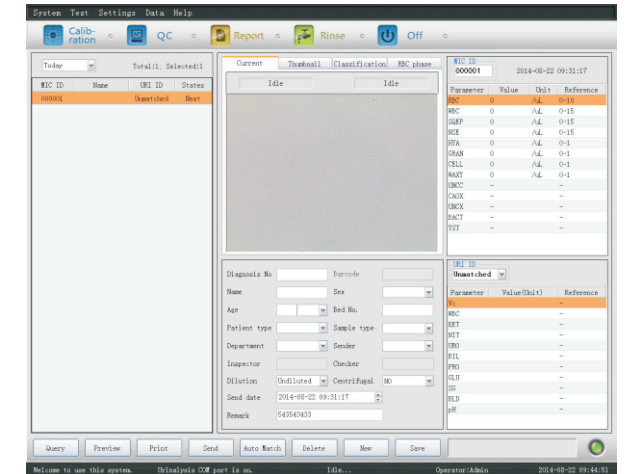 System Test Settings Data Help
Calib-ration QC Report Rinse Off
Today Total:1, Selected:1
MIC ID Name URI ID States
000001 Unmatched Next
Current Thumbnail Classification RBC phase
Idle Idle
MIC ID
000001 2014-08-22 09:31:17
Parameter Value Unit Reference
RBC 0 /uL 0-10
WBC 0 /uL 0-15
SQEP 0 /uL 0-15
NSE 0 /uL 0-15
HYA 0 /uL 0-1
GRAN 0 /uL 0-1
CELL 0 /uL 0-1
WAXY 0 /uL 0-1
UNCC - -
CAOX - -
UNCX - -
BACT - -
YST - -
URI ID
Unmatched
Parameter Value(Unit) Reference
Vc -
WBC -
KET -
NIT -
URO -
BIL -
PRO -
GLU -
SG -
BLD -
pH -
Diagnosis No Barcode
Name Sex
Age Bed No.
Patient type Sample type
Department Sender
Inspector Checker
Dilution Undiluted Centrifugal NO
Send date 2014-08-22 09:31:17
Remark 543543433
Query Preview Print Send Auto Match Delete New Save
Welcome to use this system. Urinalysis COM port is on. Idle... Operator:Admin 2014-08-22 09:44:51